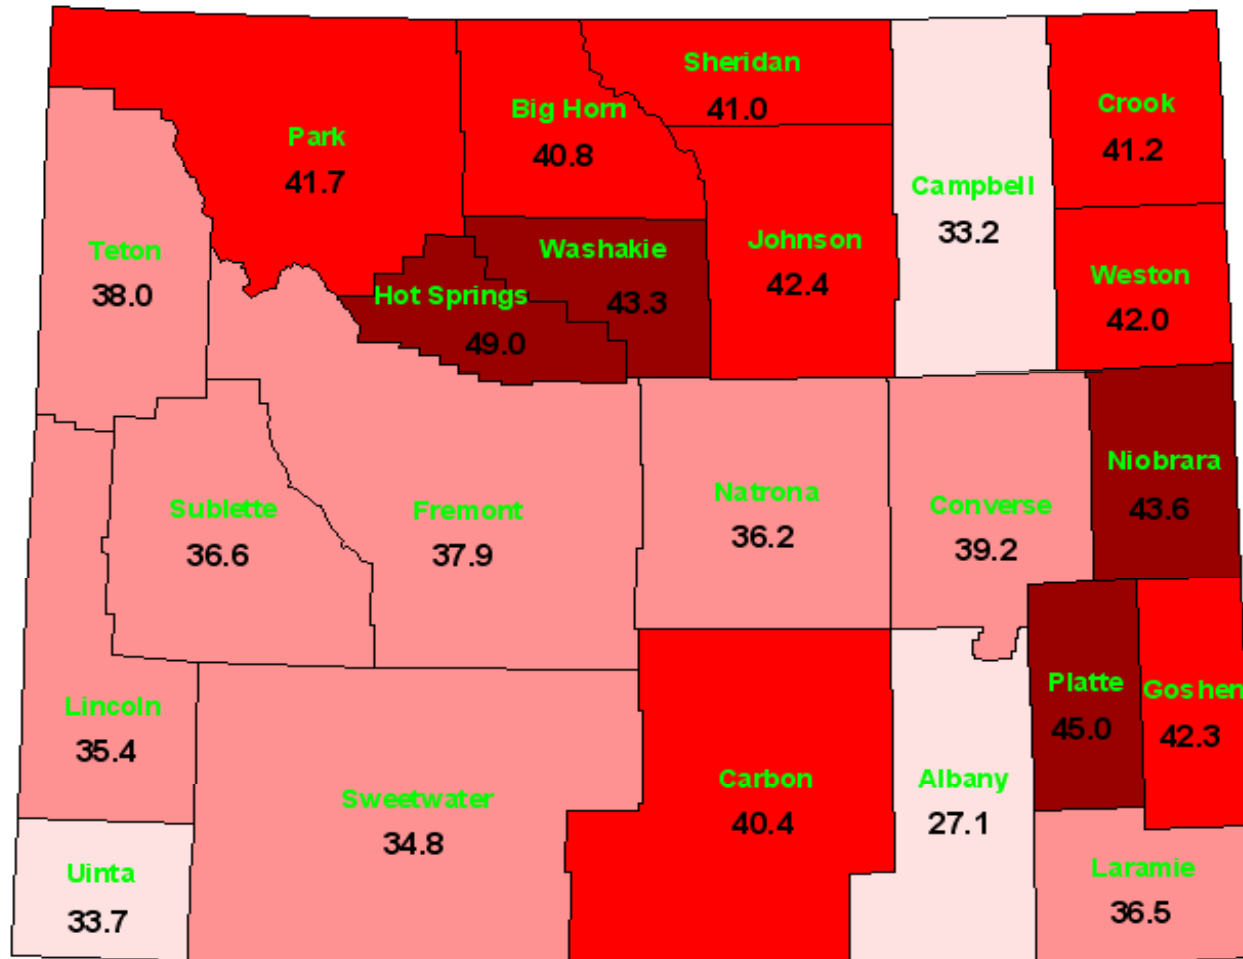 Sheridan
41.0
Big Horn
40.8
Crook
41.2
Park
41.7
Campbell
33.2
Teton
38.0
Washakie
43.3
Johnson
42.4
Weston
42.0
Hot Springs
49.0
Niobrara
43.6
Sublette
36.6
Fremont
37.9
Natrona
36.2
Converse
39.2
Platte
45.0
Goshen
42.3
Lincoln
35.4
Sweetwater
34.8
Carbon
40.4
Albany
27.1
Uinta
33.7
Laramie
36.5